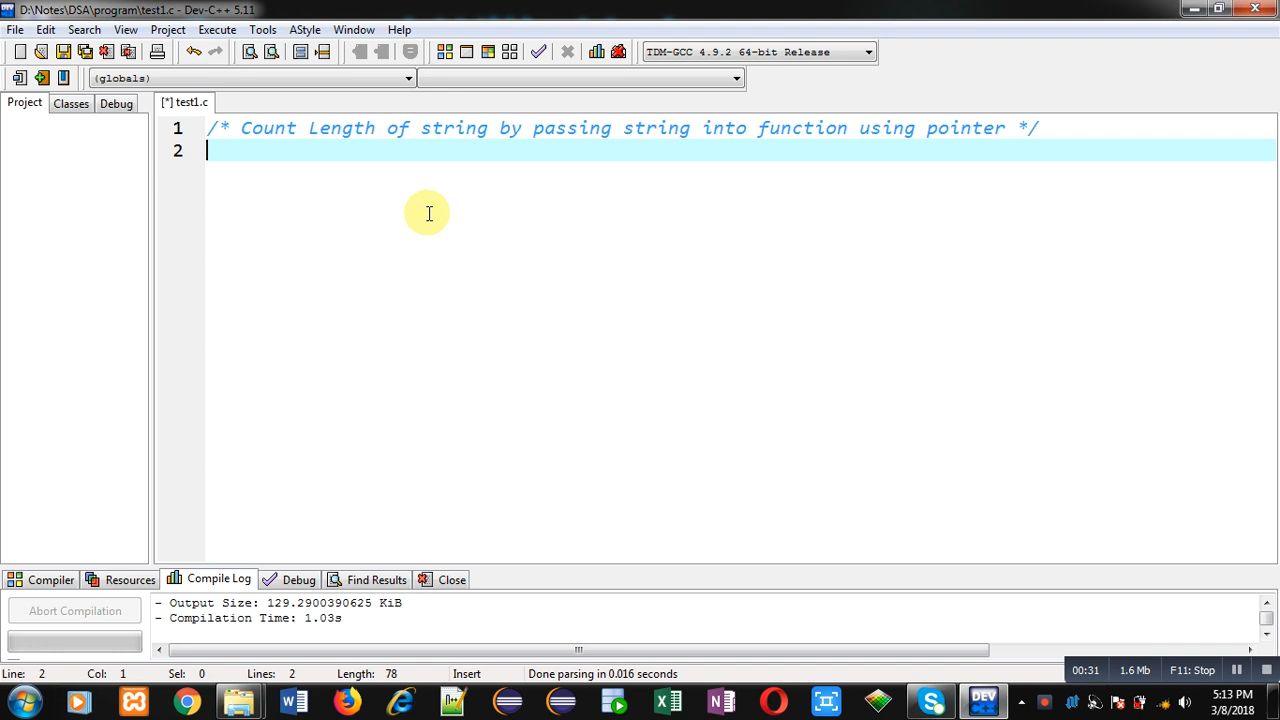 D:\Notes\DSA\program\test1.c - Dev-C++ 5.11
File Edit Search View Project Execute Tools AStyle Window Help
TDM-GCC 4.9.2 64-bit Release
(globals)
Project Classes Debug [*] test1.c
1 /* Count Length of string by passing string into function using pointer */
2
Compiler Resources Compile Log Debug Find Results Close
Abort Compilation
- Output Size: 129.2900390625 KiB
- Compilation Time: 1.03s
Line: 2 Col: 1 Sel: 0 Lines: 2 Length: 78 Insert Done parsing in 0.016 seconds
00:31 1.6 Mb F11: Stop
DEV C++
5:13 PM
3/8/2018